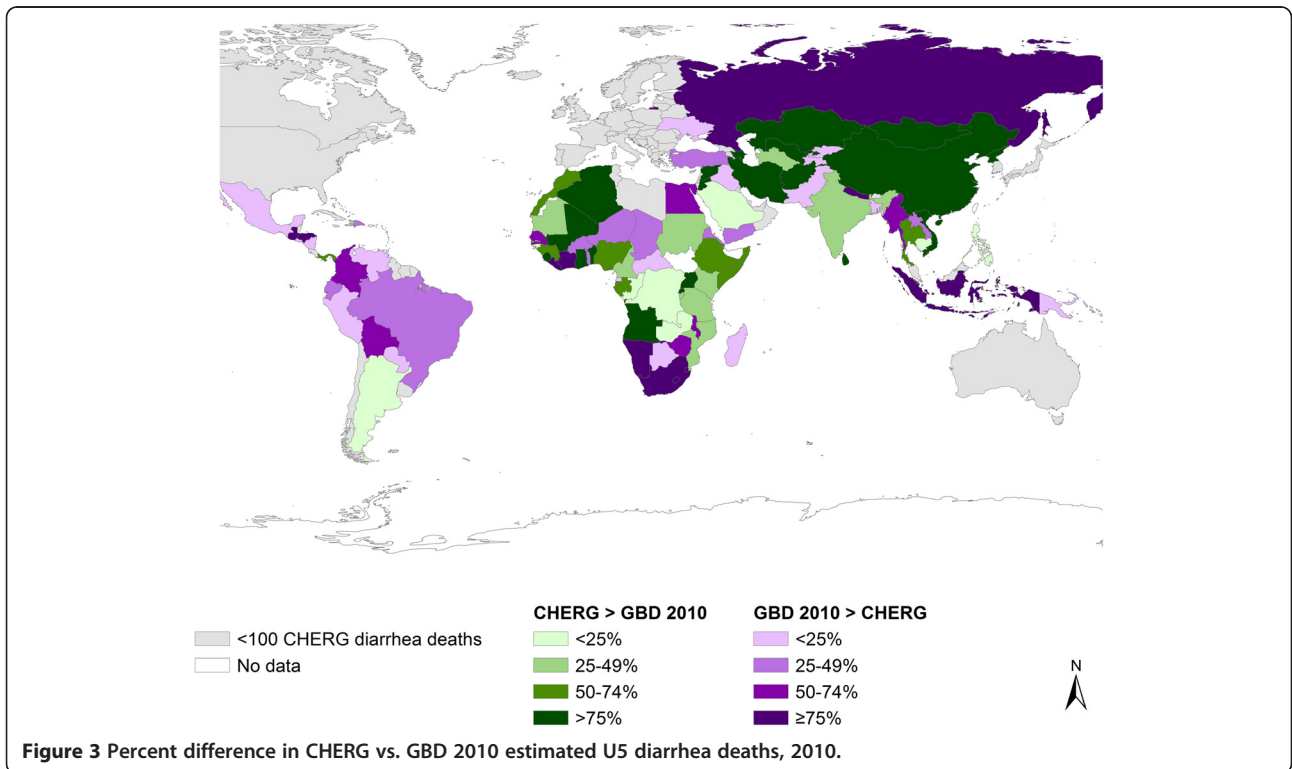 CHERG > GBD 2010
GBD 2010 > CHERG
<100 CHERG diarrhea deaths
No data
<25%
25-49%
50-74%
>75%
<25%
25-49%
50-74%
≥75%
N
Figure 3 Percent difference in CHERG vs. GBD 2010 estimated U5 diarrhea deaths, 2010.